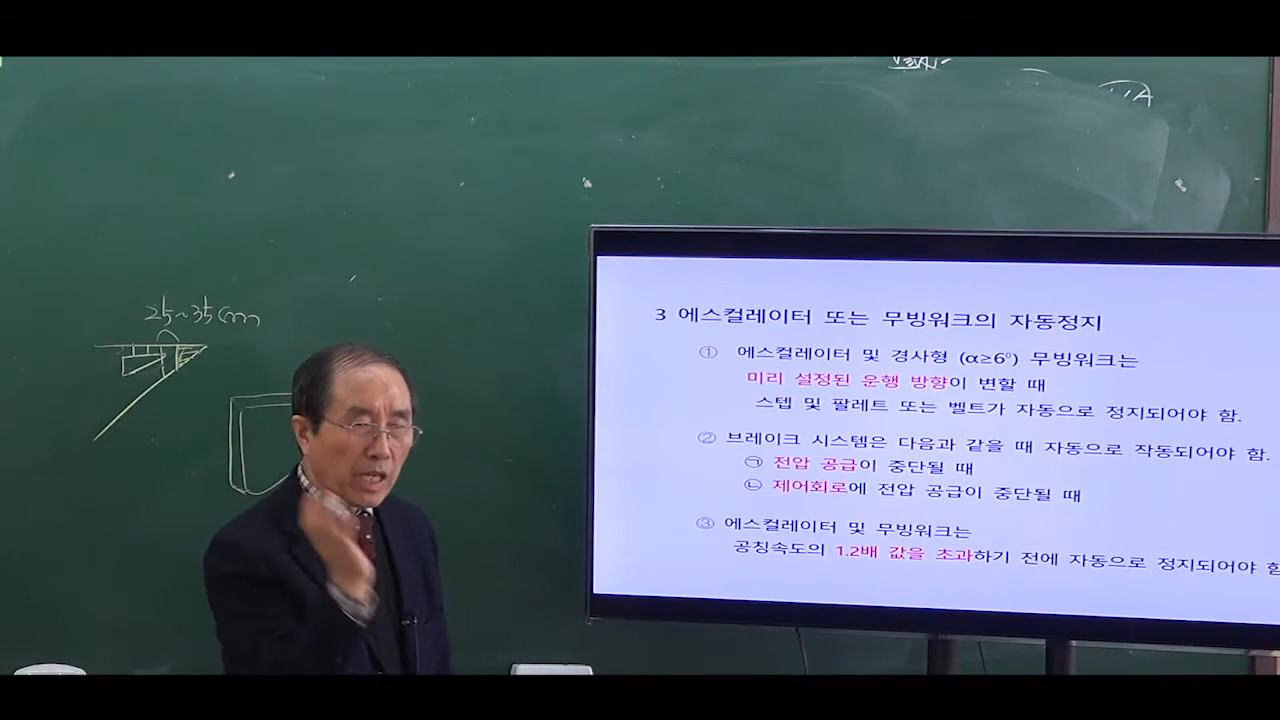 25~35cm
3 에스컬레이터 또는 무빙워크의 자동정지
① 에스컬레이터 및 경사형 (α≥6⁰) 무빙워크는
미리 설정된 운행 방향이 변할 때
스텝 및 팔레트 또는 벨트가 자동으로 정지되어야 함.
② 브레이크 시스템은 다음과 같을 때 자동으로 작동되어야 함.
㉠ 전압 공급이 중단될 때
㉡ 제어회로에 전압 공급이 중단될 때
③ 에스컬레이터 및 무빙워크는
공칭속도의 1.2배 값을 초과하기 전에 자동으로 정지되어야